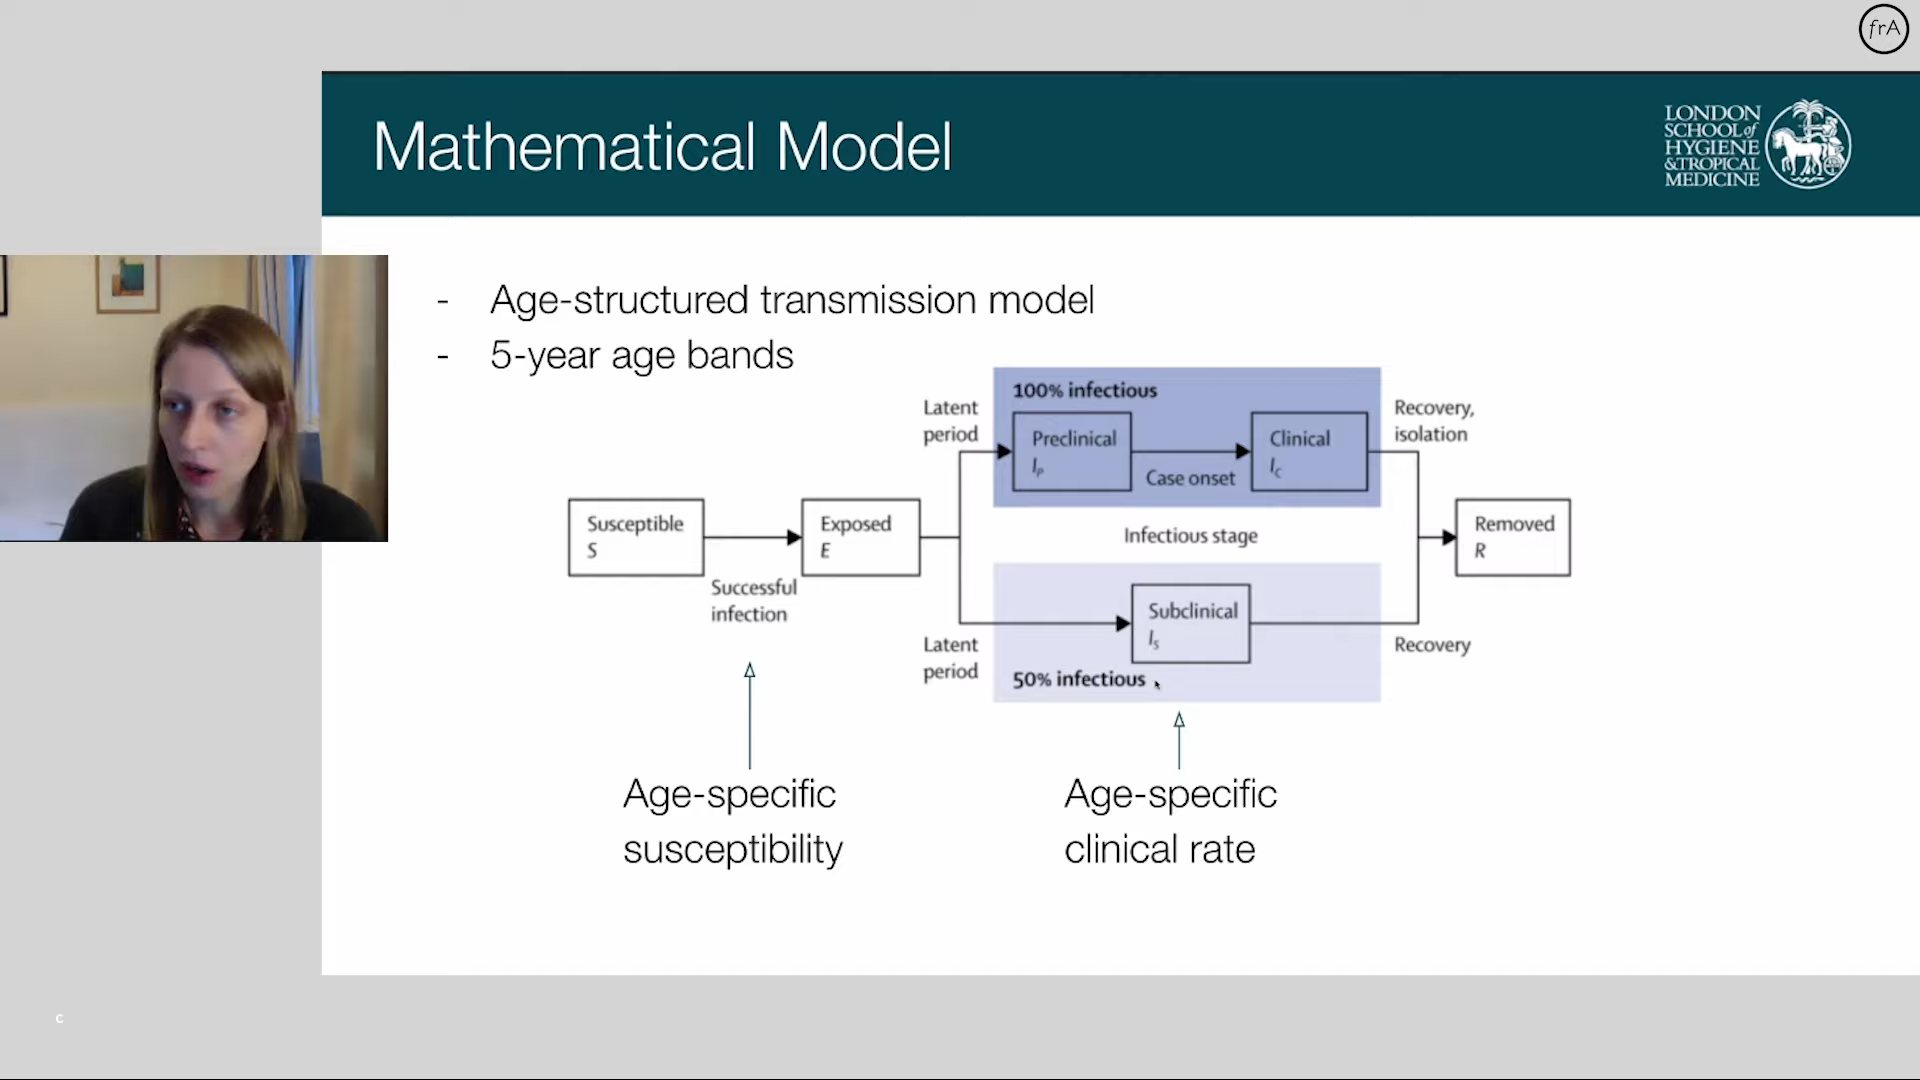 frA
Mathematical Model
LONDON
SCHOOL of
HYGIENE
&TROPICAL
MEDICINE
- Age-structured transmission model
- 5-year age bands
100% infectious
Latent
period
Preclinical
IP
Case onset
Clinical
IC
Recovery,
isolation
Susceptible
S
Successful
infection
Exposed
E
Infectious stage
Removed
R
Latent
period
Subclinical
IS
50% infectious
Recovery
Age-specific
susceptibility
Age-specific
clinical rate
c